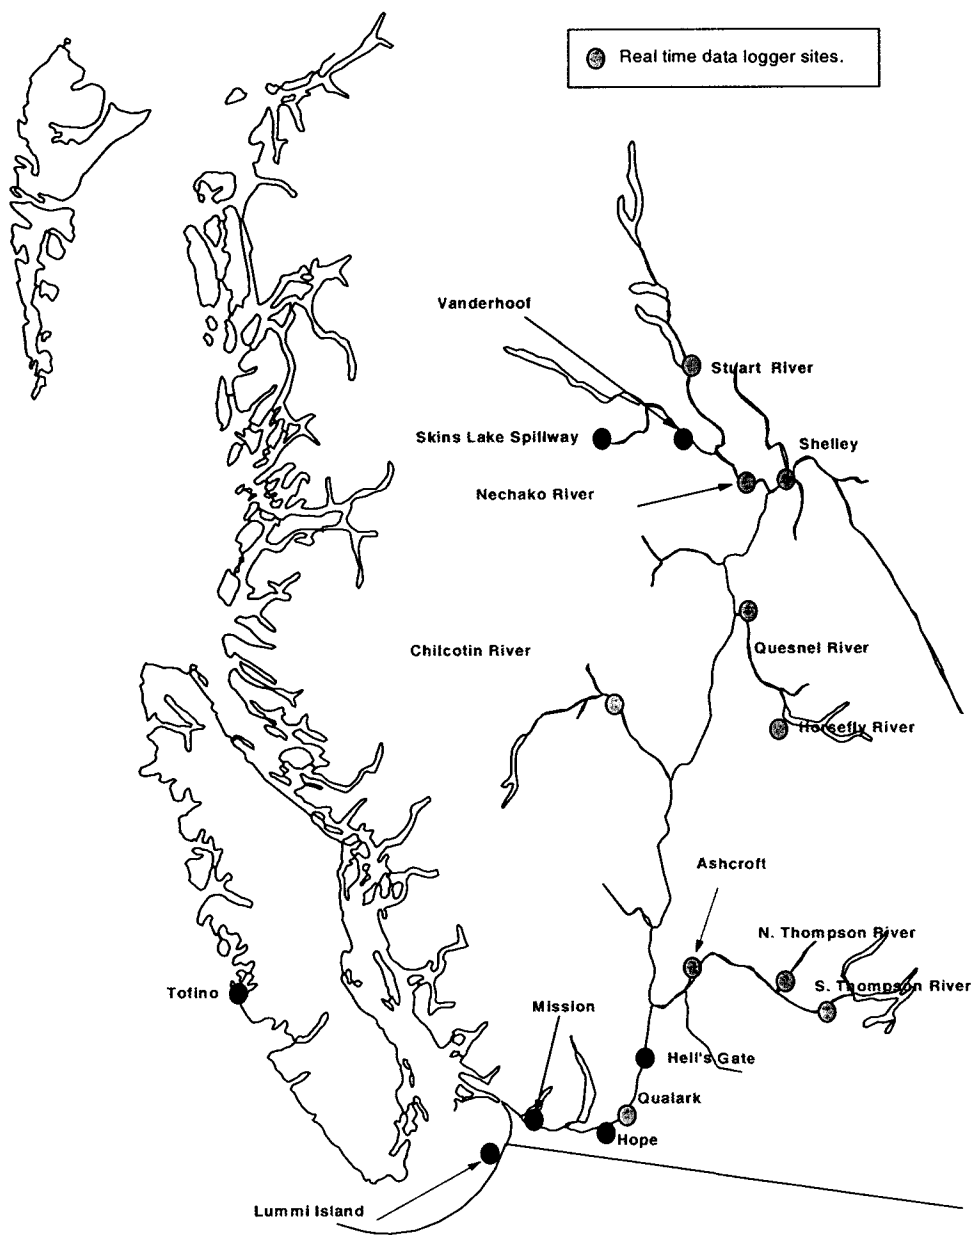 Real time data logger sites.
Vanderhoof
Stuart River
Skins Lake Spillway
Shelley
Nechako River
Chilcotin River
Quesnel River
Horsefly River
Ashcroft
N. Thompson River
S. Thompson River
Tofino
Mission
Hell's Gate
Qualark
Hope
Lummi Island